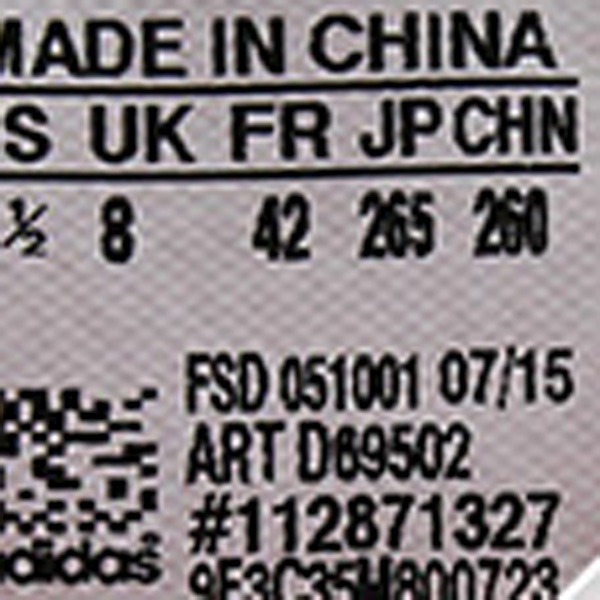 MADE IN CHINA
S UK FR JP CHN
½ 8 42 265 260
FSD 051001 07/15
ART D69502
#112871327
adidas
9F3C35M800723